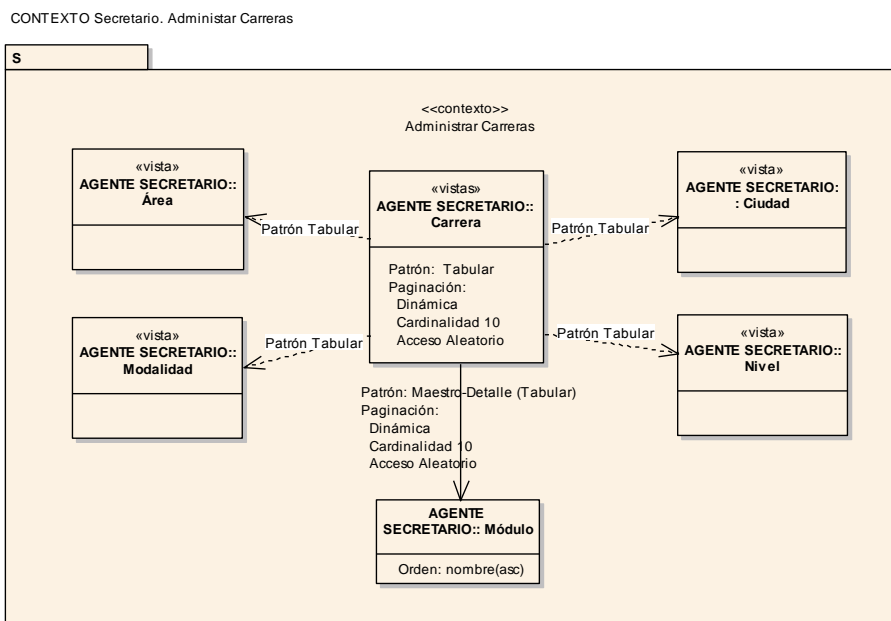 CONTEXTO Secretario. Administar Carreras
S
<<contexto>>
Administrar Carreras
«vista»
AGENTE SECRETARIO::
Área
«vistas»
AGENTE SECRETARIO::
Carrera
Patrón:  Tabular
Paginación:
Dinámica
Cardinalidad 10
Acceso Aleatorio
«vista»
AGENTE SECRETARIO:
: Ciudad
Patrón Tabular
Patrón Tabular
«vista»
AGENTE SECRETARIO::
Modalidad
Patrón Tabular
Patrón Tabular
«vista»
AGENTE SECRETARIO::
Nivel
Patrón: Maestro-Detalle (Tabular)
Paginación:
Dinámica
Cardinalidad 10
Acceso Aleatorio
AGENTE
SECRETARIO:: Módulo
Orden: nombre(asc)